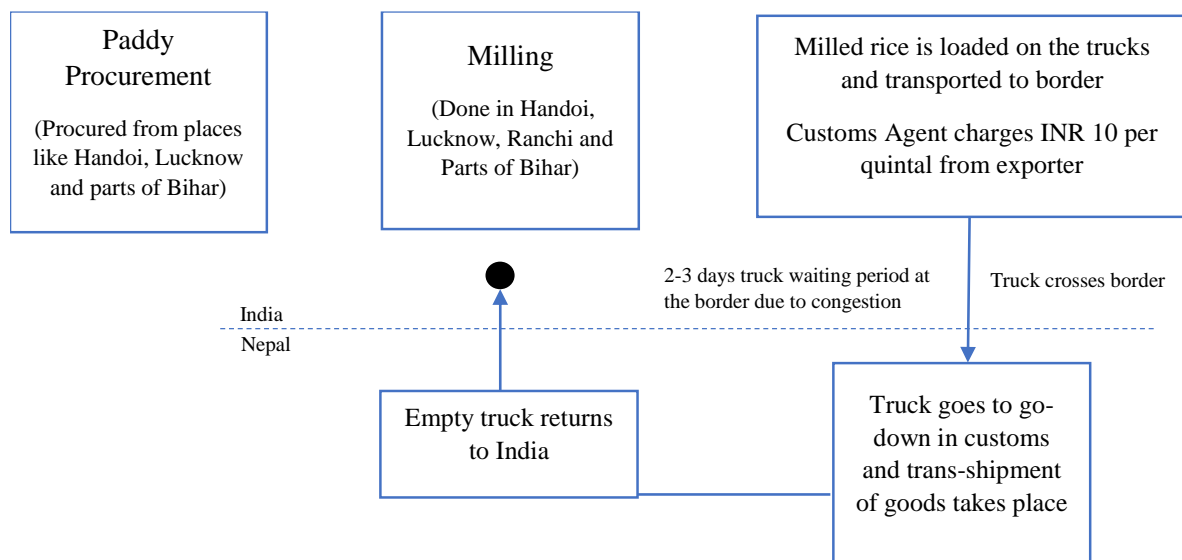 Paddy
Procurement
(Procured from places
like Handoi, Lucknow
and parts of Bihar)
Milling
(Done in Handoi,
Lucknow, Ranchi and
Parts of Bihar)
Milled rice is loaded on the trucks
and transported to border
Customs Agent charges INR 10 per
quintal from exporter
2-3 days truck waiting period at
the border due to congestion
Truck crosses border
India
Nepal
Empty truck returns
to India
Truck goes to go-
down in customs
and trans-shipment
of goods takes place